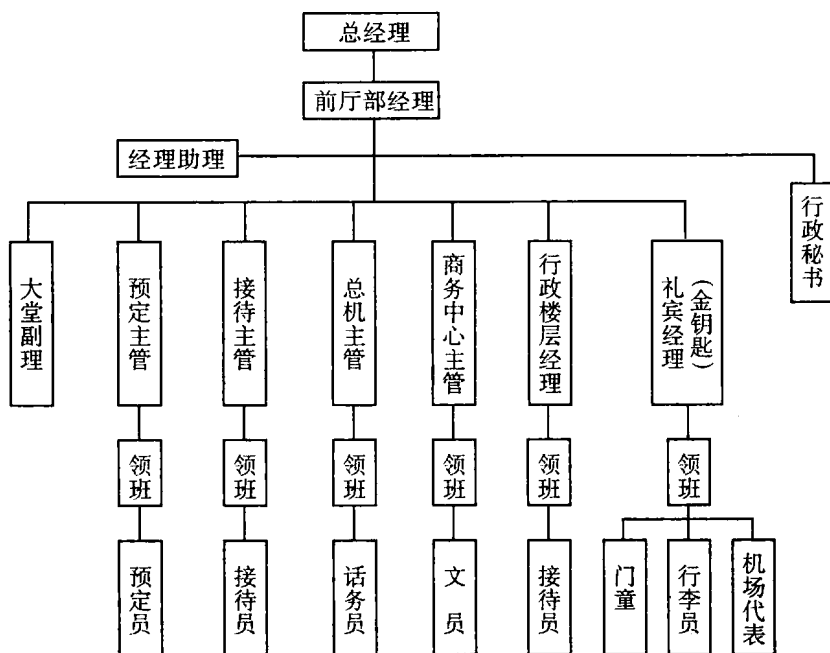 总经理
前厅部经理
经理助理
行政秘书
大堂副理
预定主管
接待主管
总机主管
商务中心主管
行政楼层经理
礼宾经理
（金钥匙）
领班
领班
领班
领班
领班
领班
预定员
接待员
话务员
文 员
接待员
门童
行李员
机场代表